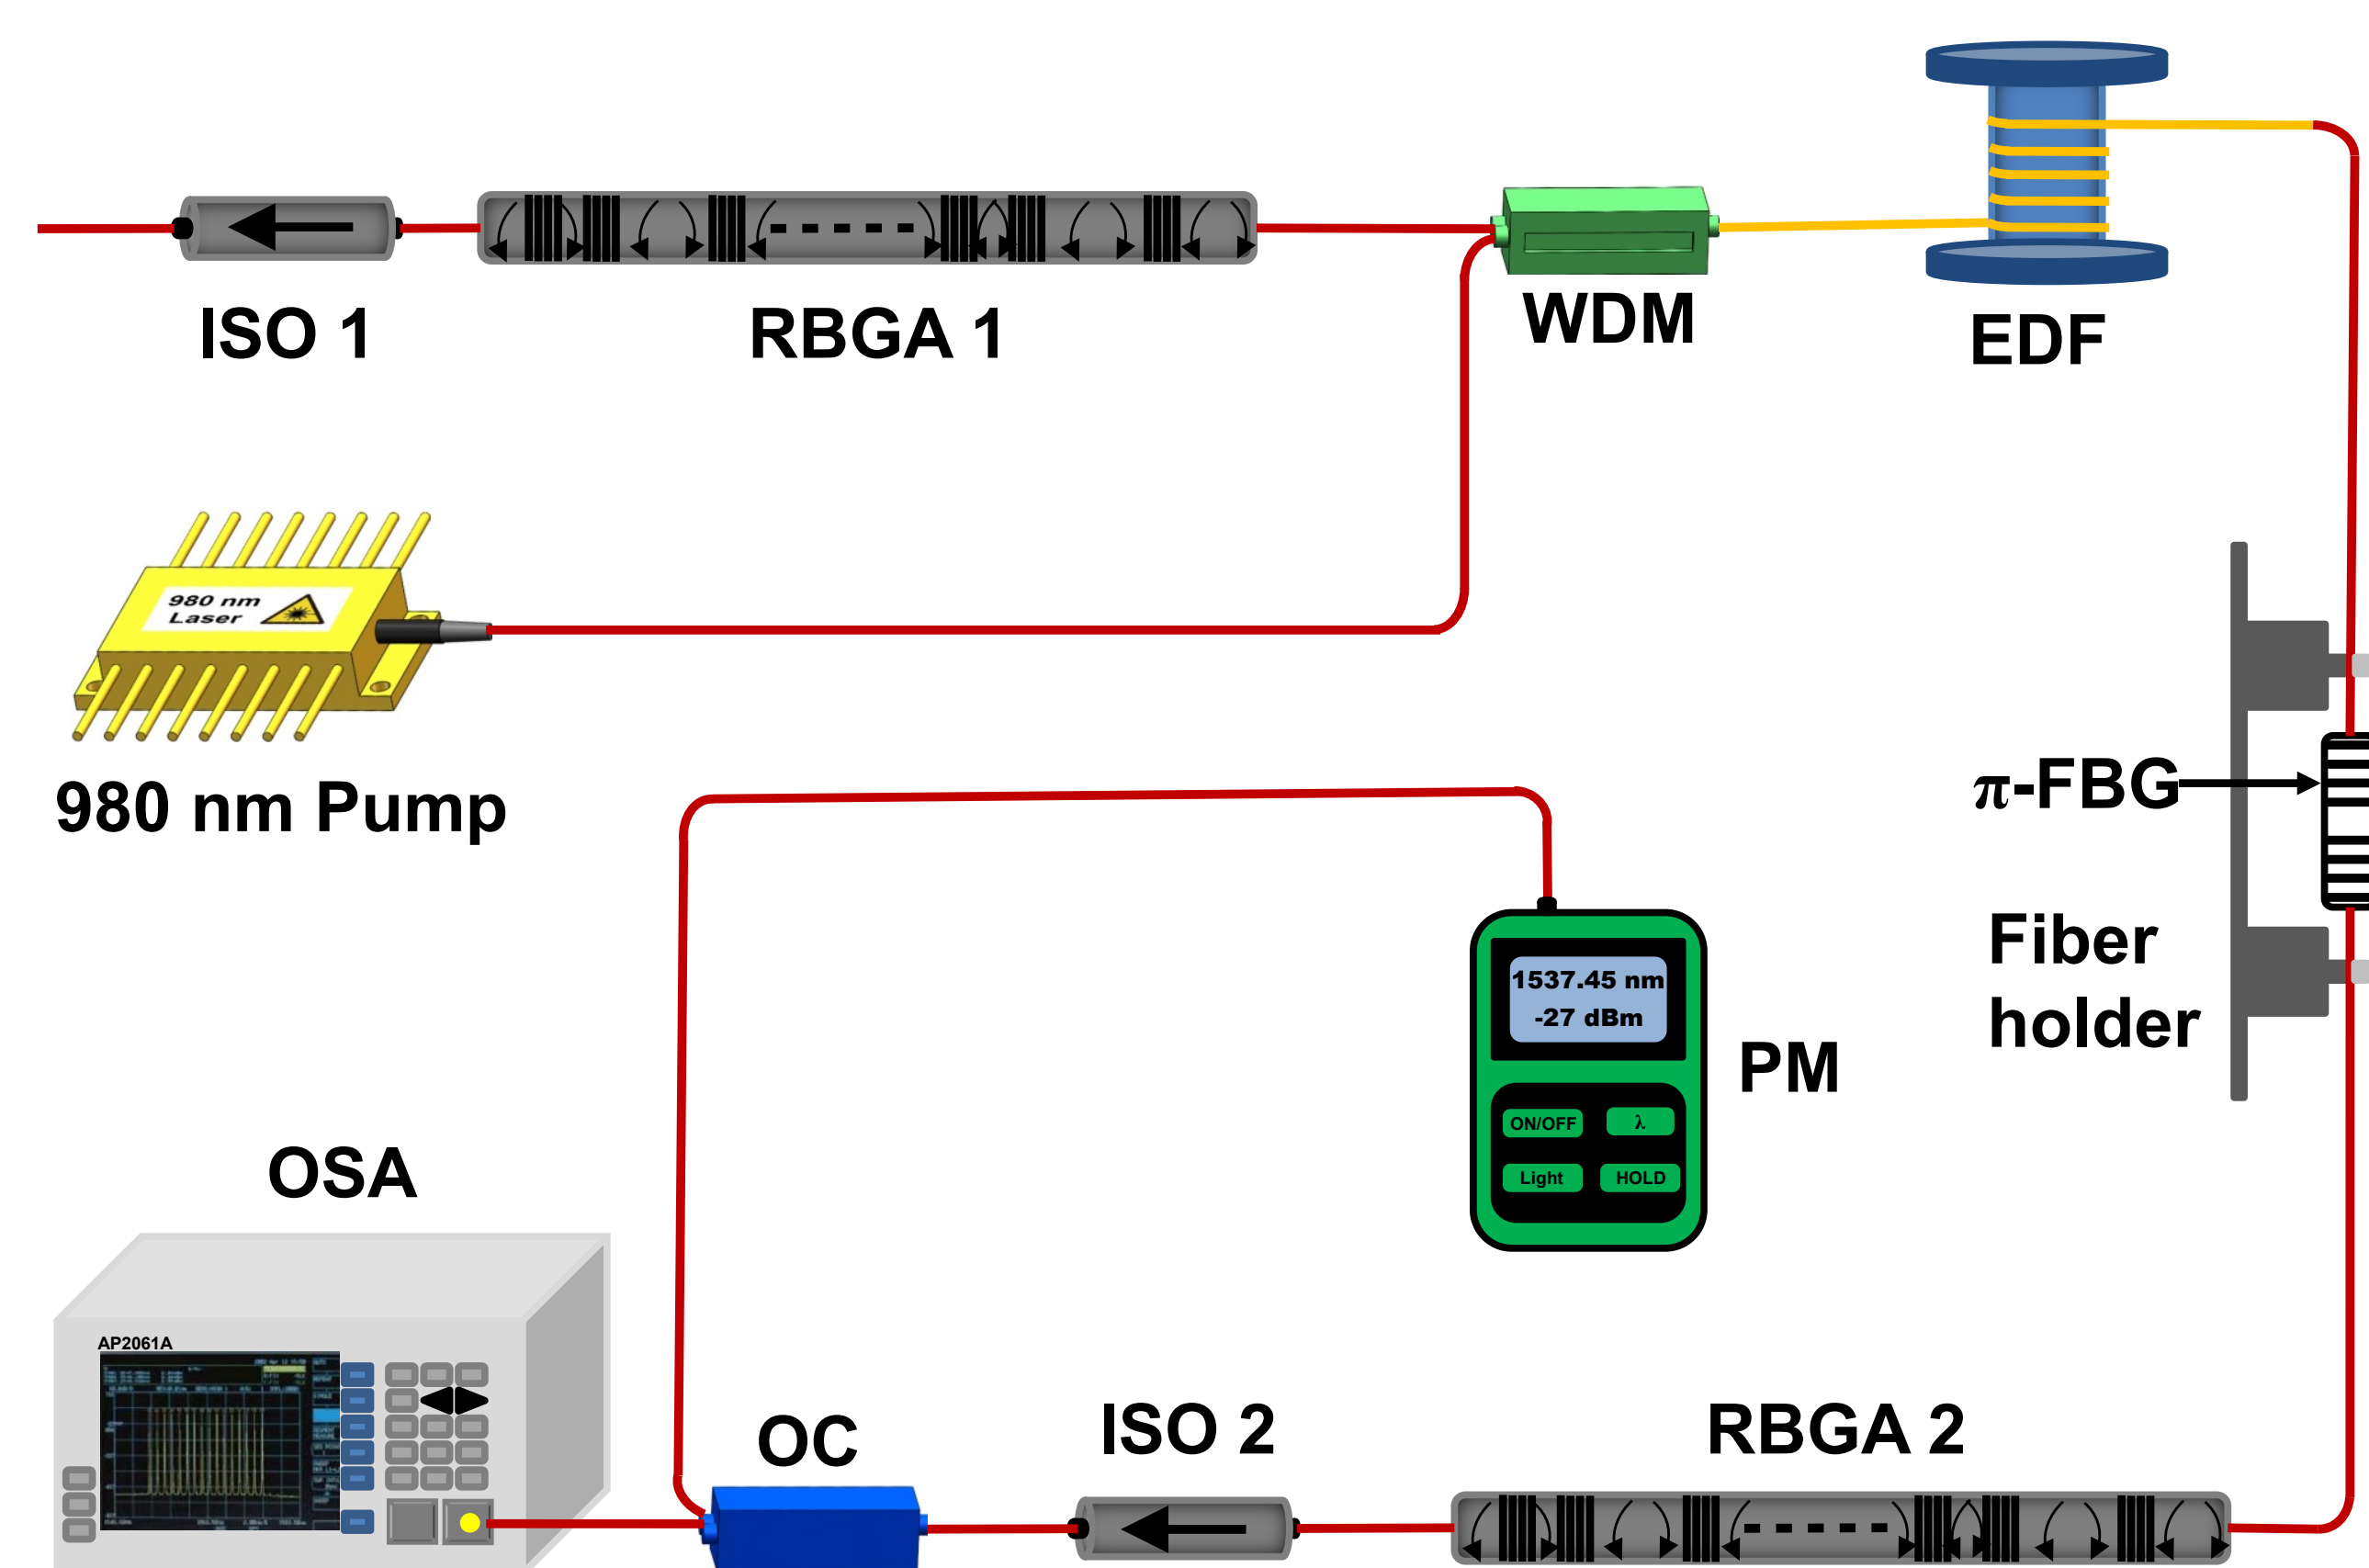 ISO 1
RBGA 1
WDM
EDF
980 nm
Laser
980 nm Pump
π-FBG
Fiber
holder
1537.45 nm
-27 dBm
PM
ON/OFF
λ
Light
HOLD
OSA
AP2061A
OC
ISO 2
RBGA 2